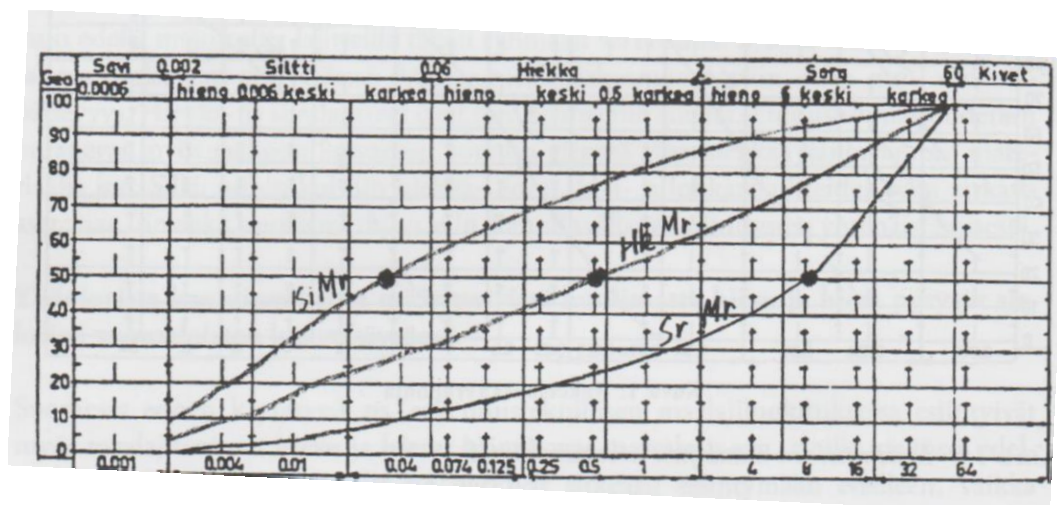 Savi 0.002 Siltti 0.06 Hiekka 2 Sora 60 Kivet
Geo 0.0006 hieno 0.006 keski karkea hieno keski 0.6 karkea hieno 6 keski karkea
100
90
80
70
60
HkMr
50
SiMr
40
Sr Mr
30
20
10
0
0.001 0.004 0.01 0.04 0.074 0.125 0.25 0.5 1 4 8 16 32 64